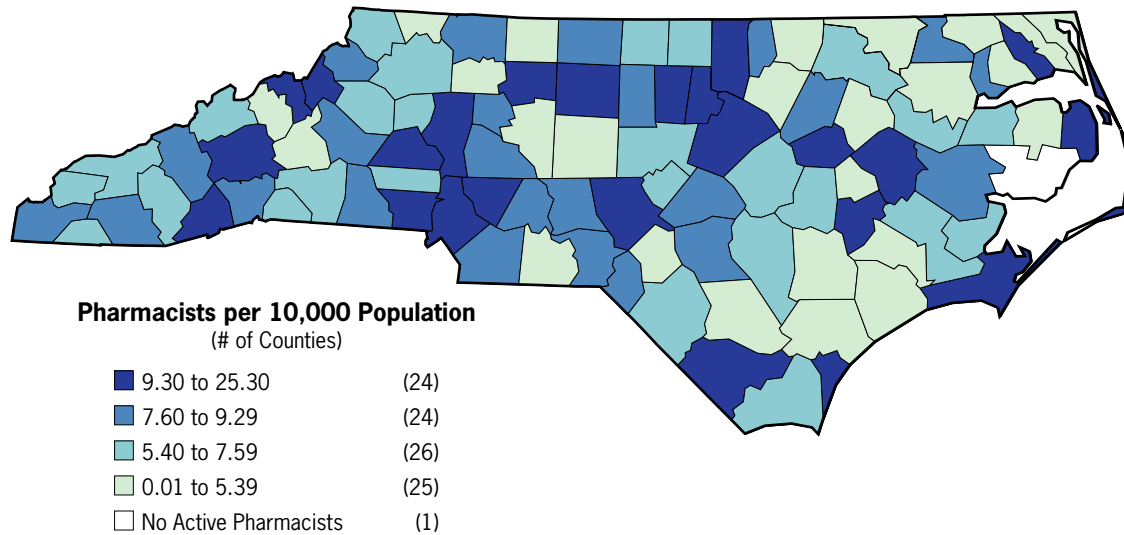 Pharmacists per 10,000 Population
(# of Counties)
9.30 to 25.30 (24)
7.60 to 9.29 (24)
5.40 to 7.59 (26)
0.01 to 5.39 (25)
No Active Pharmacists (1)